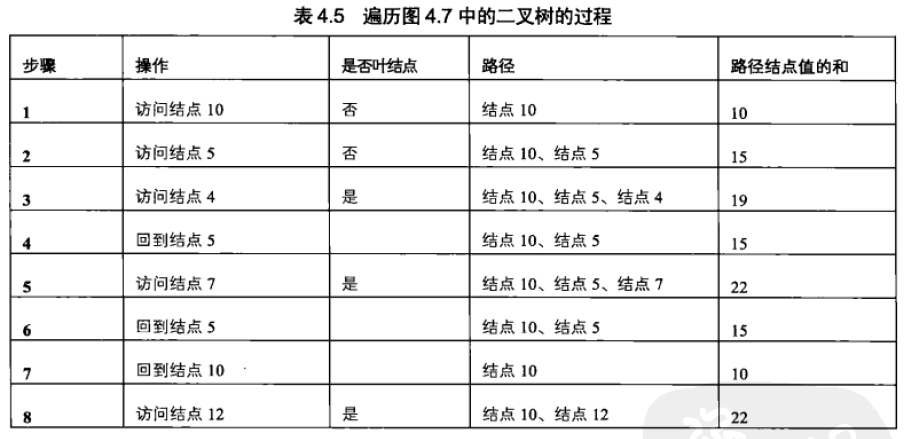 表 4.5 遍历图 4.7 中的二叉树的过程
步骤 操作 是否叶结点 路径 路径结点值的和
1 访问结点 10 否 结点 10 10
2 访问结点 5 否 结点 10、结点 5 15
3 访问结点 4 是 结点 10、结点 5、结点 4 19
4 回到结点 5 结点 10、结点 5 15
5 访问结点 7 是 结点 10、结点 5、结点 7 22
6 回到结点 5 结点 10、结点 5 15
7 回到结点 10 结点 10 10
8 访问结点 12 是 结点 10、结点 12 22